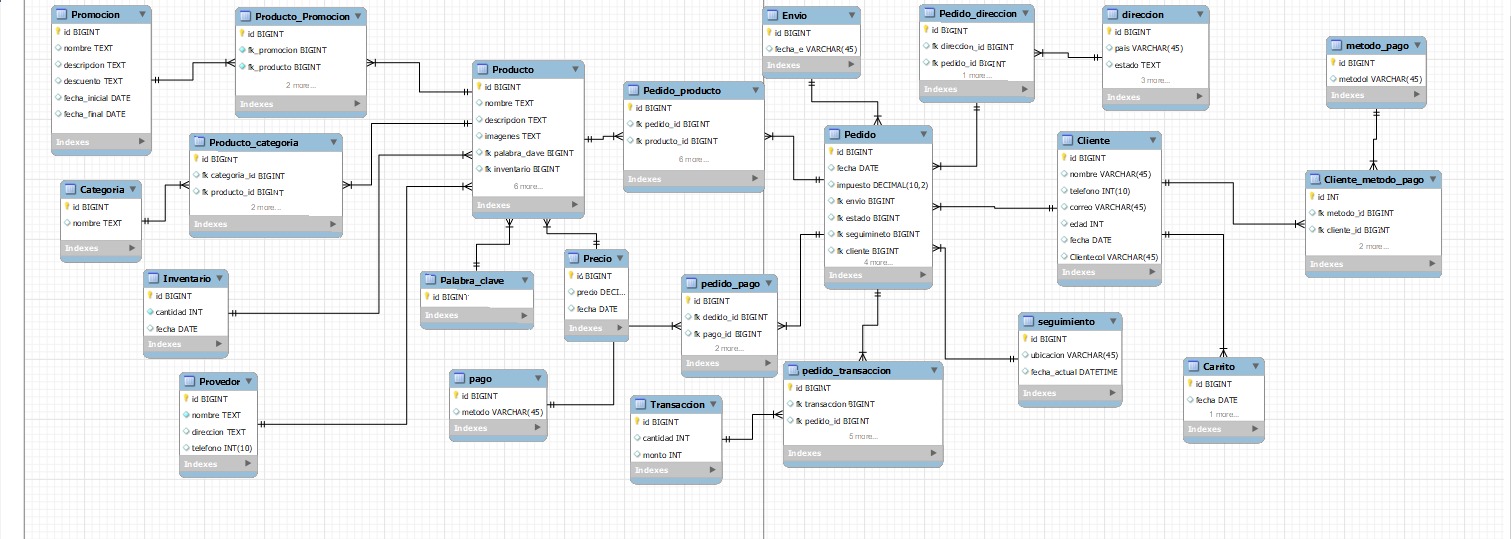 Promocion
id BIGINT
nombre TEXT
descripcion TEXT
descuento TEXT
fecha_inicial DATE
fecha_final DATE
Indexes
Producto_Promocion
id BIGINT
fk_promocion BIGINT
fk_producto BIGINT
2 more...
Indexes
Producto
id BIGINT
nombre TEXT
descripcion TEXT
imagenes TEXT
fk palabra_clave BIGINT
fk inventario BIGINT
6 more...
Indexes
Pedido_producto
id BIGINT
fk pedido_id BIGINT
fk producto_id BIGINT
6 more...
Indexes
Envio
id BIGINT
fecha_e VARCHAR(45)
Indexes
Pedido_direccion
id BIGINT
fk direccion_id BIGINT
fk pedido_id BIGINT
1 more...
Indexes
direccion
id BIGINT
pais VARCHAR(45)
estado TEXT
3 more...
Indexes
metodo_pago
id BIGINT
metodol VARCHAR(45)
Indexes
Producto_categoria
id BIGINT
fk categoria_id BIGINT
fk producto_id BIGINT
2 more...
Indexes
Categoria
id BIGINT
nombre TEXT
Indexes
Pedido
id BIGINT
fecha DATE
impuesto DECIMAL(10,2)
fk envio BIGINT
fk estado BIGINT
fk seguimineto BIGINT
fk cliente BIGINT
4 more...
Indexes
Cliente
id BIGINT
nombre VARCHAR(45)
telefono INT(10)
correo VARCHAR(45)
edad INT
fecha DATE
Clientecol VARCHAR(45)
Indexes
Cliente_metodo_pago
id INT
fk metodo_id BIGINT
fk cliente_id BIGINT
2 more...
Indexes
Inventario
id BIGINT
cantidad INT
fecha DATE
Indexes
Palabra_clave
id BIGINT
Indexes
Precio
id BIGINT
precio DECI...
fecha DATE
Indexes
pedido_pago
id BIGINT
fk dedido_id BIGINT
fk pago_id BIGINT
2 more...
Indexes
seguimiento
id BIGINT
ubicacion VARCHAR(45)
fecha_actual DATETIME
Indexes
Provedor
id BIGINT
nombre TEXT
direccion TEXT
telefono INT(10)
Indexes
pago
id BIGINT
metodo VARCHAR(45)
Indexes
Transaccion
id BIGINT
cantidad INT
monto INT
Indexes
pedido_transaccion
id BIGINT
fk transaccion BIGINT
fk pedido_id BIGINT
5 more...
Indexes
Carrito
id BIGINT
fecha DATE
1 more...
Indexes